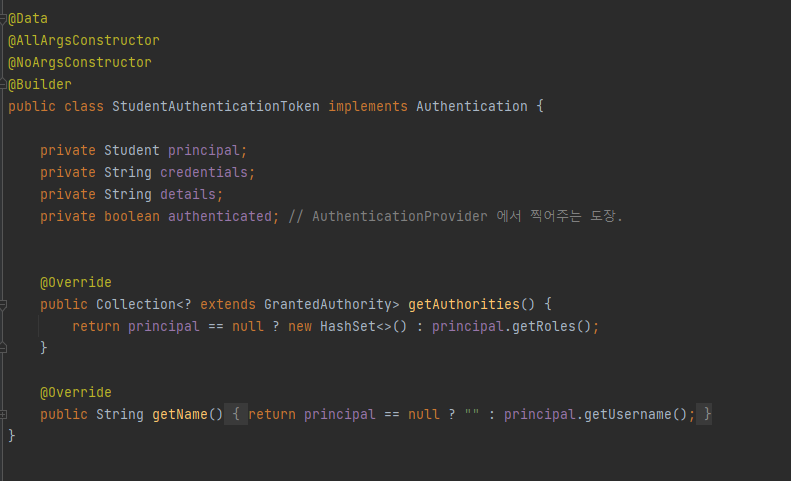 @Data
@AllArgsConstructor
@NoArgsConstructor
@Builder
public class StudentAuthenticationToken implements Authentication {
private Student principal;
private String credentials;
private String details;
private boolean authenticated; // AuthenticationProvider 에서 찍어주는 도장.
@Override
public Collection<? extends GrantedAuthority> getAuthorities() {
return principal == null ? new HashSet<>() : principal.getRoles();
}
@Override
public String getName() { return principal == null ? "" : principal.getUsername(); }
}